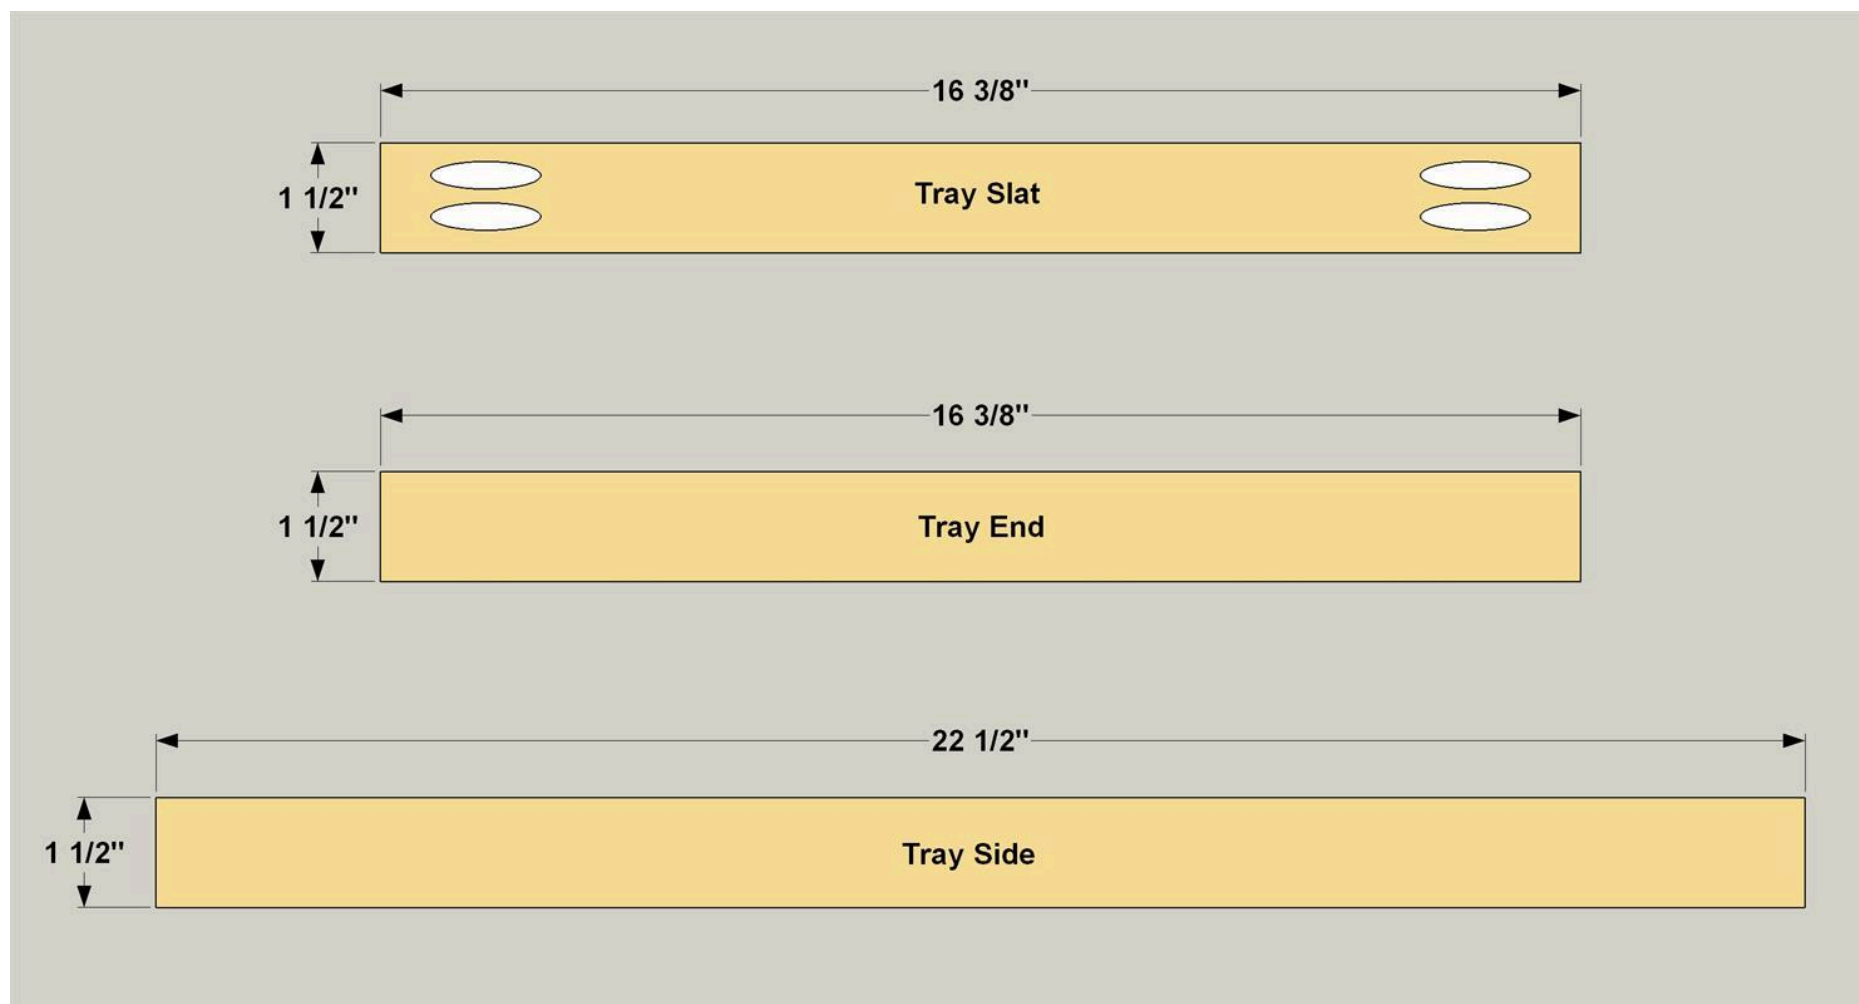 16 3/8"
1 1/2"
Tray Slat
16 3/8"
1 1/2"
Tray End
22 1/2"
1 1/2"
Tray Side